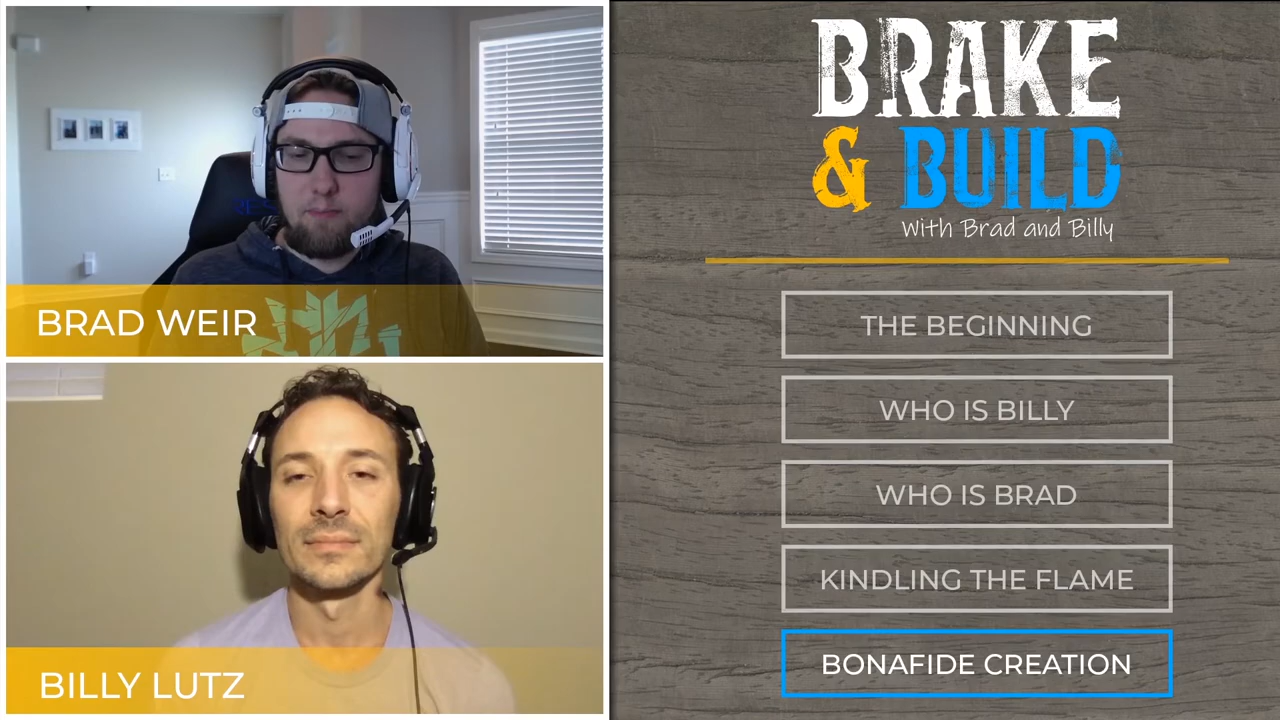 BRAD WEIR
BILLY LUTZ
BRAKE
& BUILD
With Brad and Billy
THE BEGINNING
WHO IS BILLY
WHO IS BRAD
KINDLING THE FLAME
BONAFIDE CREATION